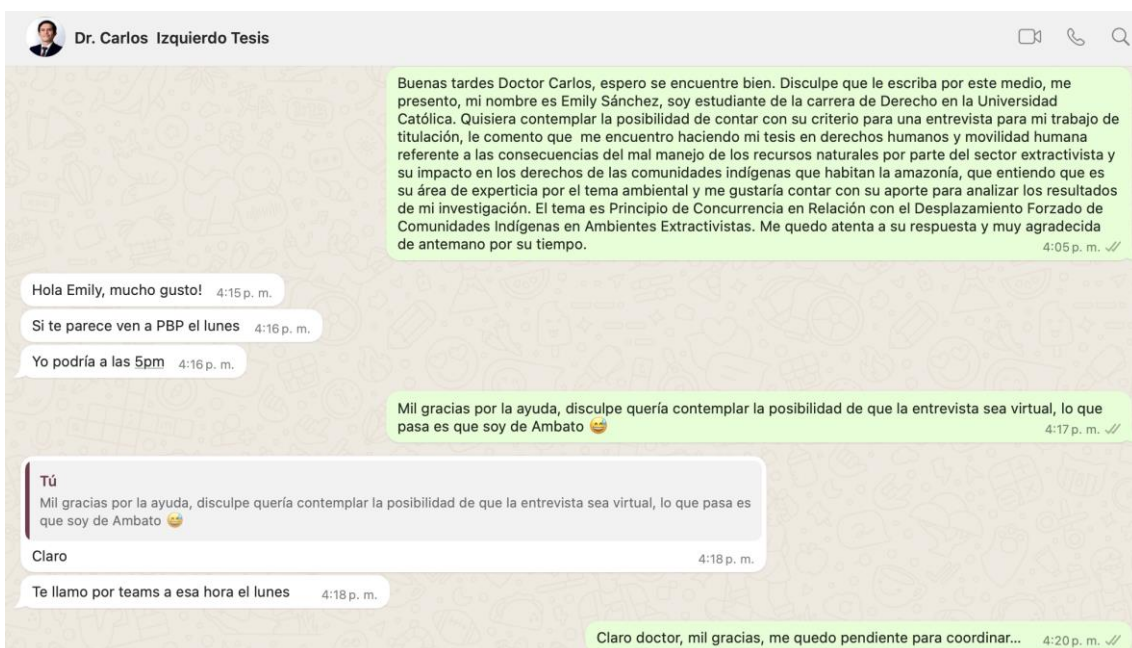 Dr. Carlos Izquierdo Tesis
Buenas tardes Doctor Carlos, espero se encuentre bien. Disculpe que le escriba por este medio, me
presento, mi nombre es Emily Sánchez, soy estudiante de la carrera de Derecho en la Universidad
Católica. Quisiera contemplar la posibilidad de contar con su criterio para una entrevista para mi trabajo de
titulación, le comento que me encuentro haciendo mi tesis en derechos humanos y movilidad humana
referente a las consecuencias del mal manejo de los recursos naturales por parte del sector extractivista y
su impacto en los derechos de las comunidades indígenas que habitan la amazonía, que entiendo que es
su área de experticia por el tema ambiental y me gustaría contar con su aporte para analizar los resultados
de mi investigación. El tema es Principio de Concurrencia en Relación con el Desplazamiento Forzado de
Comunidades Indígenas en Ambientes Extractivistas. Me quedo atenta a su respuesta y muy agradecida
de antemano por su tiempo. 4:05 p. m.
Hola Emily, mucho gusto! 4:15 p. m.
Si te parece ven a PBP el lunes 4:16 p. m.
Yo podría a las 5pm 4:16 p. m.
Mil gracias por la ayuda, disculpe quería contemplar la posibilidad de que la entrevista sea virtual, lo que
pasa es que soy de Ambato 😅 4:17 p. m.
Tú
Mil gracias por la ayuda, disculpe quería contemplar la posibilidad de que la entrevista sea virtual, lo que pasa es
que soy de Ambato 😅
Claro 4:18 p. m.
Te llamo por teams a esa hora el lunes 4:18 p. m.
Claro doctor, mil gracias, me quedo pendiente para coordinar... 4:20 p. m.